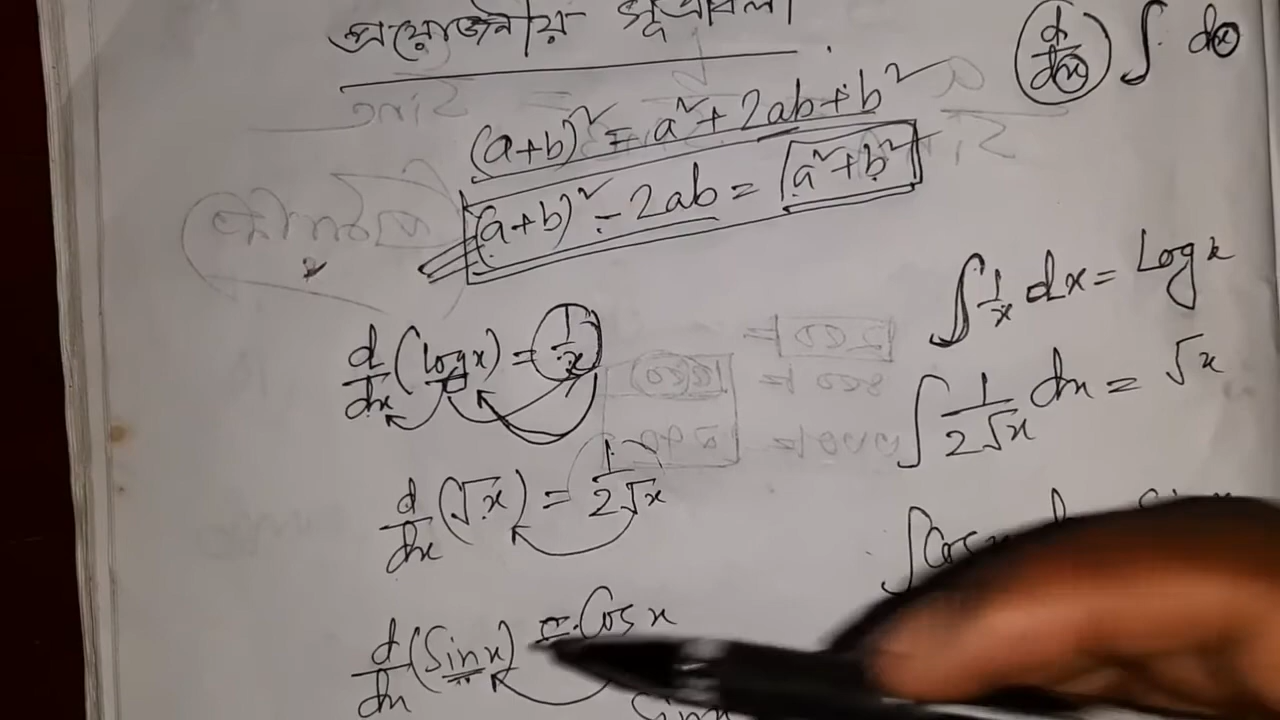 প্রয়োজনীয় সূত্রাবলী
d/dx ∫ dx
(a+b)² = a² + 2ab + b²
(a+b)² - 2ab = a² + b²
∫ 1/x dx = Log x
d/dx (log x) = 1/x
∫ 1/2√x dx = √x
d/dx (√x) = 1/2√x
∫ Cos
d/dx (Sin x) = Cos x